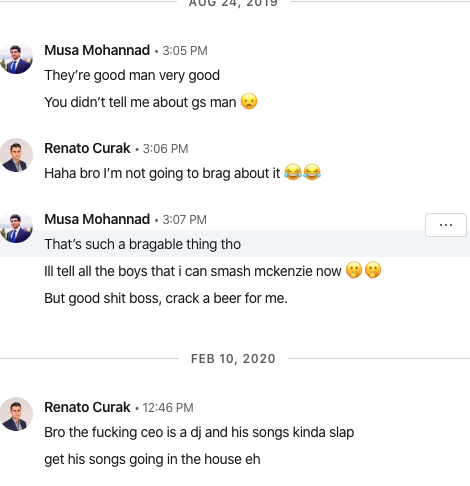 AUG 24, 2019
Musa Mohannad • 3:05 PM
They're good man very good
You didn't tell me about gs man 😦
Renato Curak • 3:06 PM
Haha bro I'm not going to brag about it 😂😂
Musa Mohannad • 3:07 PM
That's such a bragable thing tho
Ill tell all the boys that i can smash mckenzie now 🤭🤭
But good shit boss, crack a beer for me.
FEB 10, 2020
Renato Curak • 12:46 PM
Bro the fucking ceo is a dj and his songs kinda slap
get his songs going in the house eh